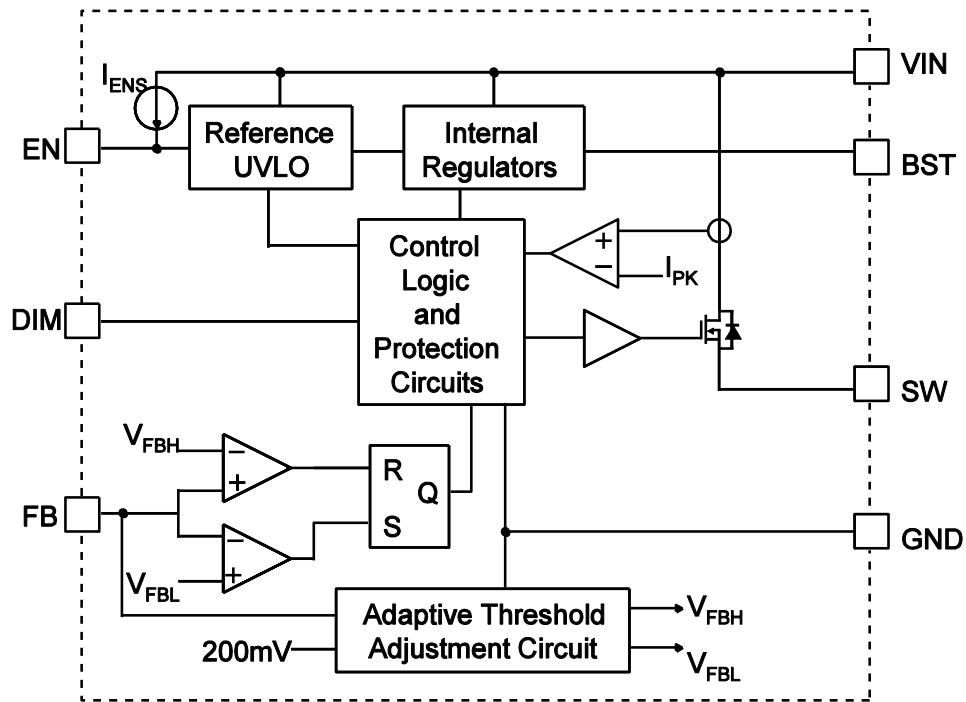 I_ENS
VIN
EN
Reference
UVLO
Internal
Regulators
BST
Control
Logic
and
Protection
Circuits
+
−
I_PK
DIM
SW
V_FBH
−
+
R
Q
S
FB
−
+
V_FBL
GND
Adaptive Threshold
Adjustment Circuit
200mV
V_FBH
V_FBL